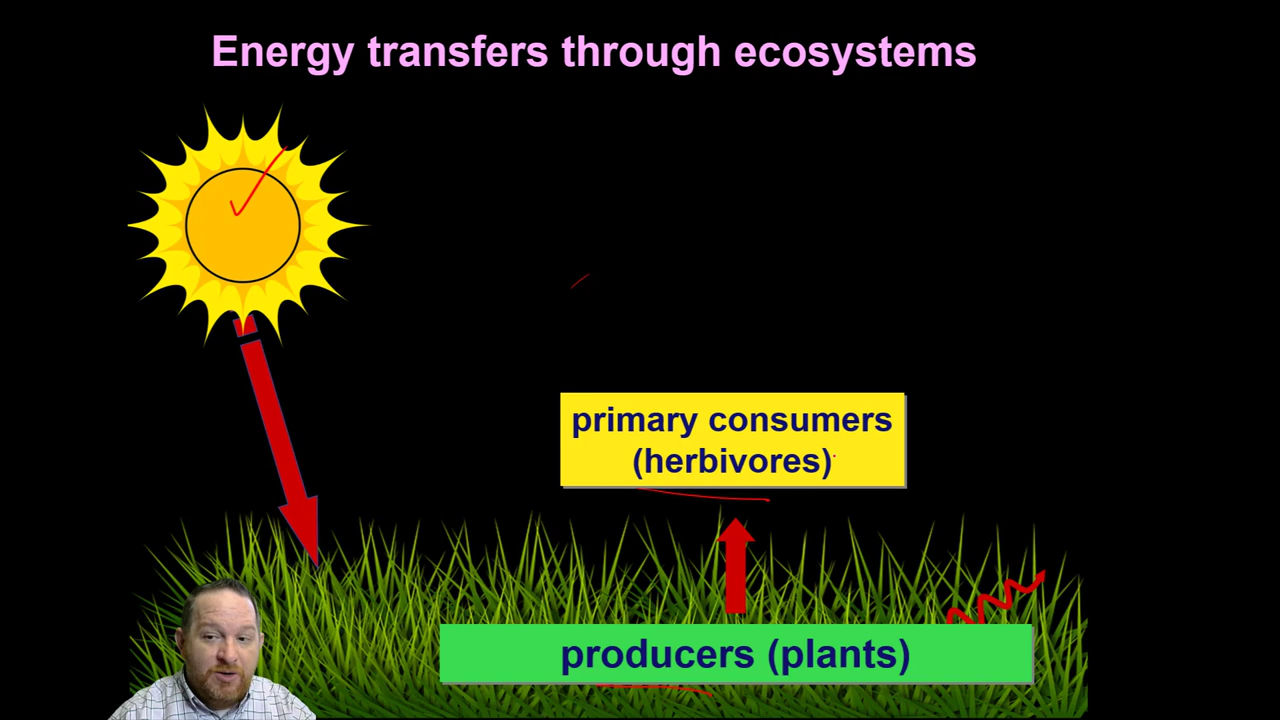 Energy transfers through ecosystems
primary consumers
(herbivores)
producers (plants)